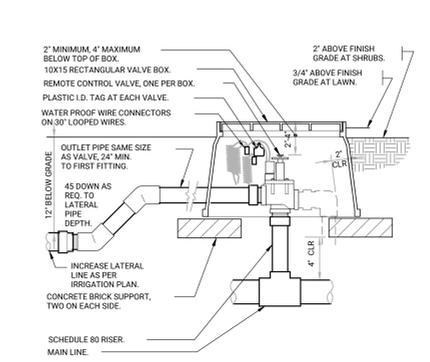 2" MINIMUM, 4" MAXIMUM
BELOW TOP OF BOX.
10X15 RECTANGULAR VALVE BOX.
REMOTE CONTROL VALVE, ONE PER BOX.
PLASTIC I.D. TAG AT EACH VALVE.
WATER PROOF WIRE CONNECTORS
ON 30" LOOPED WIRES.
2" ABOVE FINISH
GRADE AT SHRUBS.
3/4" ABOVE FINISH
GRADE AT LAWN.
2"-4"
2"
CLR
OUTLET PIPE SAME SIZE
AS VALVE, 24" MIN.
TO FIRST FITTING.
45 DOWN AS
REQ. TO
LATERAL
PIPE
DEPTH.
12" BELOW GRADE
4" CLR
INCREASE LATERAL
LINE AS PER
IRRIGATION PLAN.
CONCRETE BRICK SUPPORT,
TWO ON EACH SIDE.
SCHEDULE 80 RISER.
MAIN LINE.